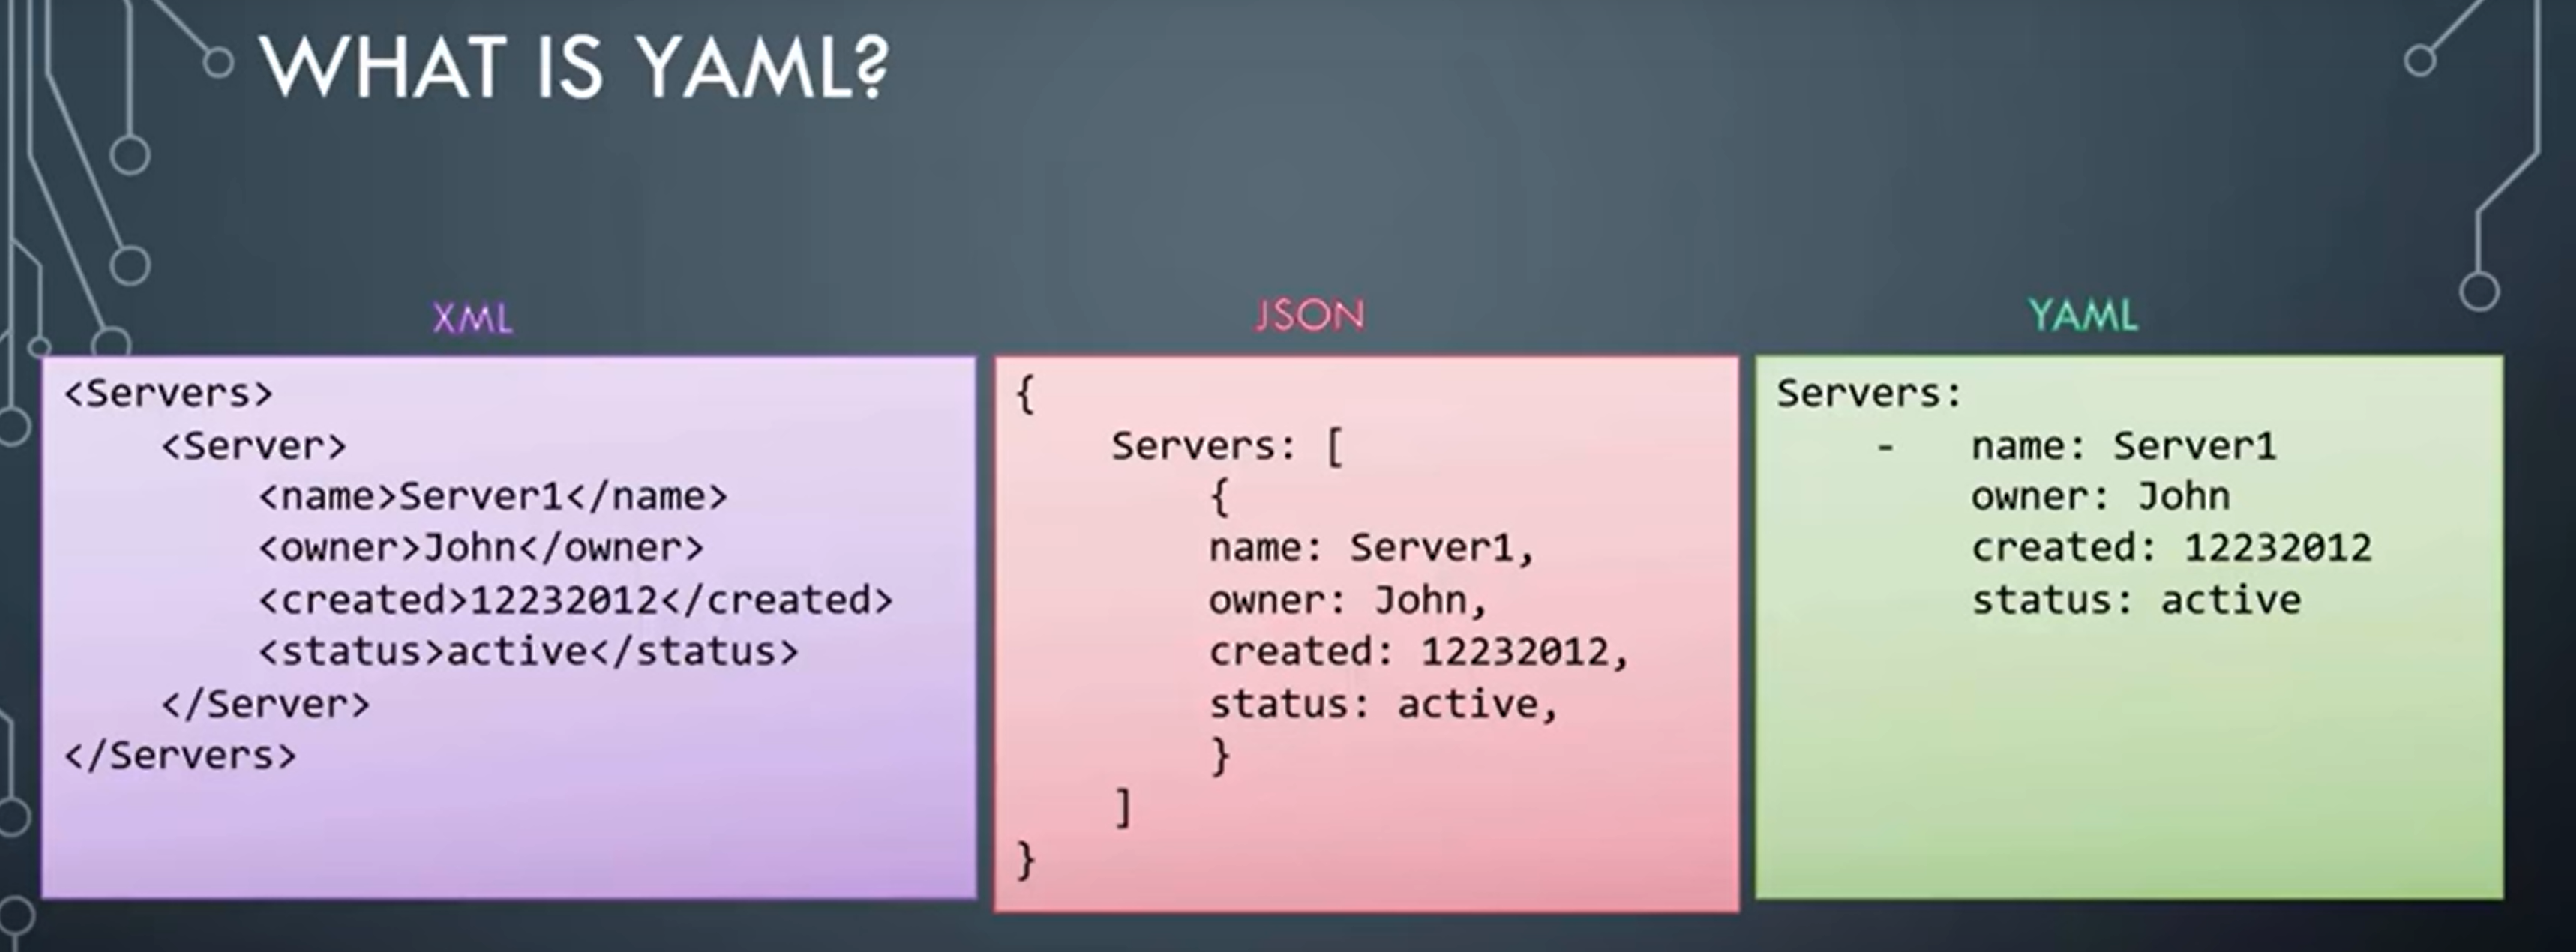 WHAT IS YAML?
XML
<Servers>
<Server>
<name>Server1</name>
<owner>John</owner>
<created>12232012</created>
<status>active</status>
</Server>
</Servers>
JSON
{
Servers: [
{
name: Server1,
owner: John,
created: 12232012,
status: active,
}
]
}
YAML
Servers:
- name: Server1
owner: John
created: 12232012
status: active